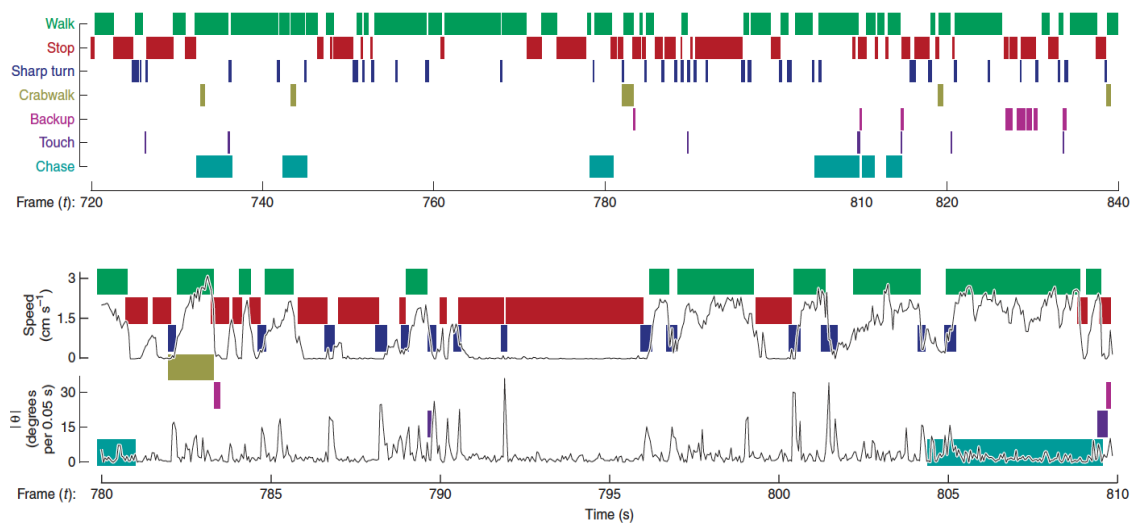 Walk
Stop
Sharp turn
Crabwalk
Backup
Touch
Chase
Frame (t): 720 740 760 780 810 820 840
3
1.5
0
Speed
(cm s⁻¹)
30
15
0
|θ|
(degrees
per 0.05 s)
Frame (t): 780 785 790 795 800 805 810
Time (s)